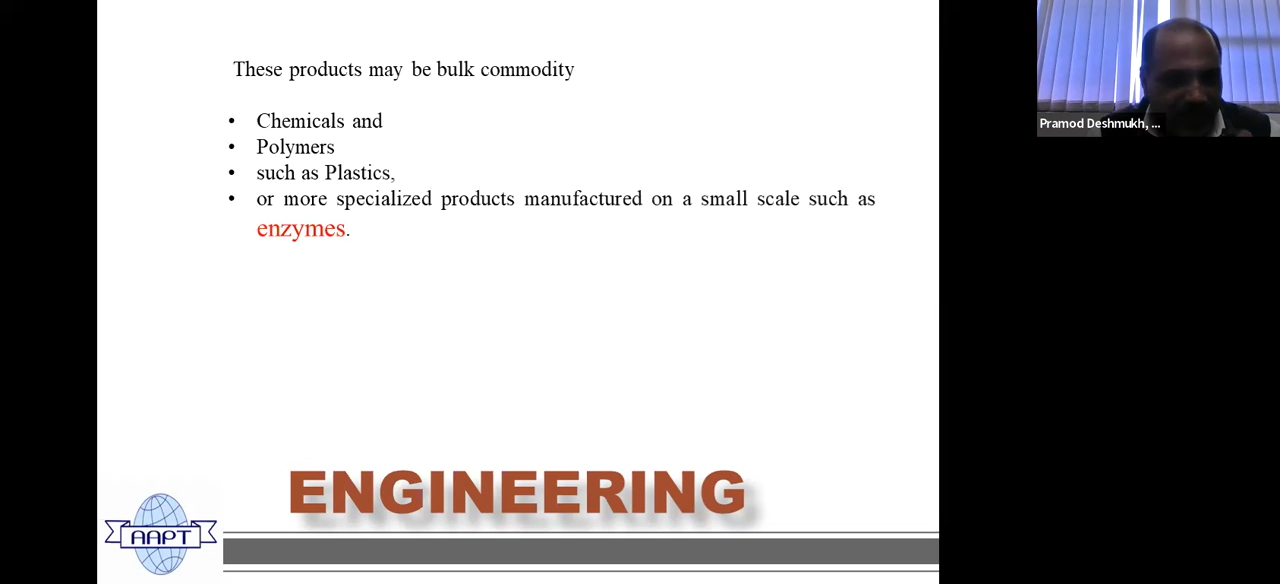 These products may be bulk commodity
• Chemicals and
• Polymers
• such as Plastics,
• or more specialized products manufactured on a small scale such as
enzymes.
ENGINEERING
AAPT
Pramod Deshmukh, ...